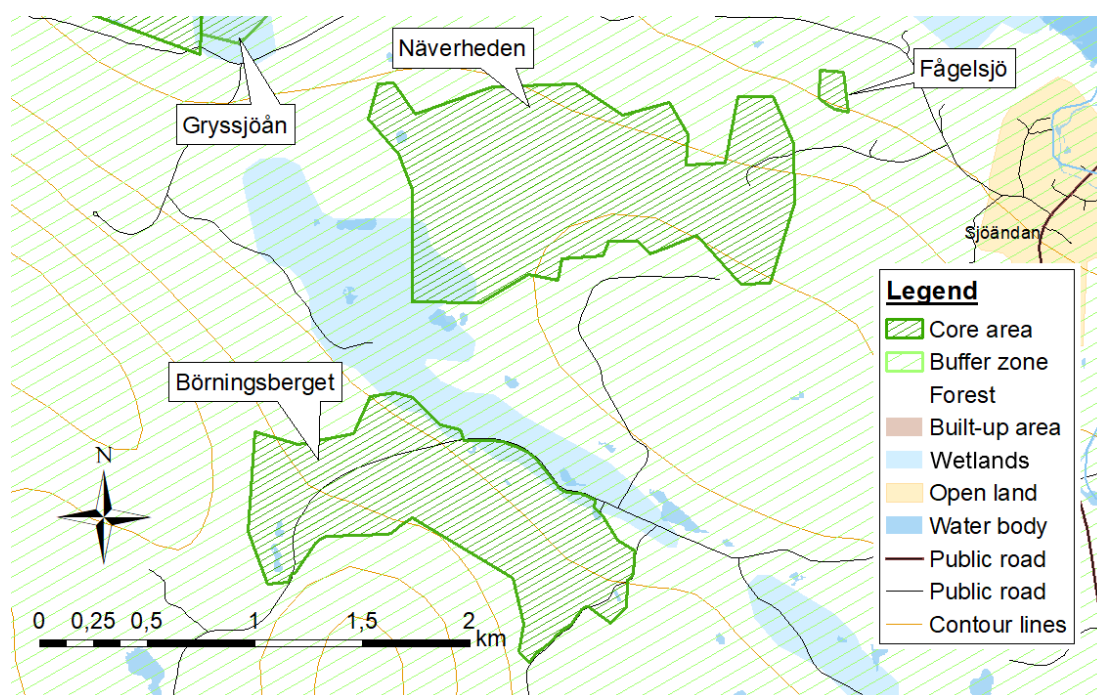 Näverheden
Fågelsjö
Gryssjöån
Sjöändan
Börningsberget
N
0 0,25 0,5 1 1,5 2
km
Legend
Core area
Buffer zone
Forest
Built-up area
Wetlands
Open land
Water body
Public road
Public road
Contour lines